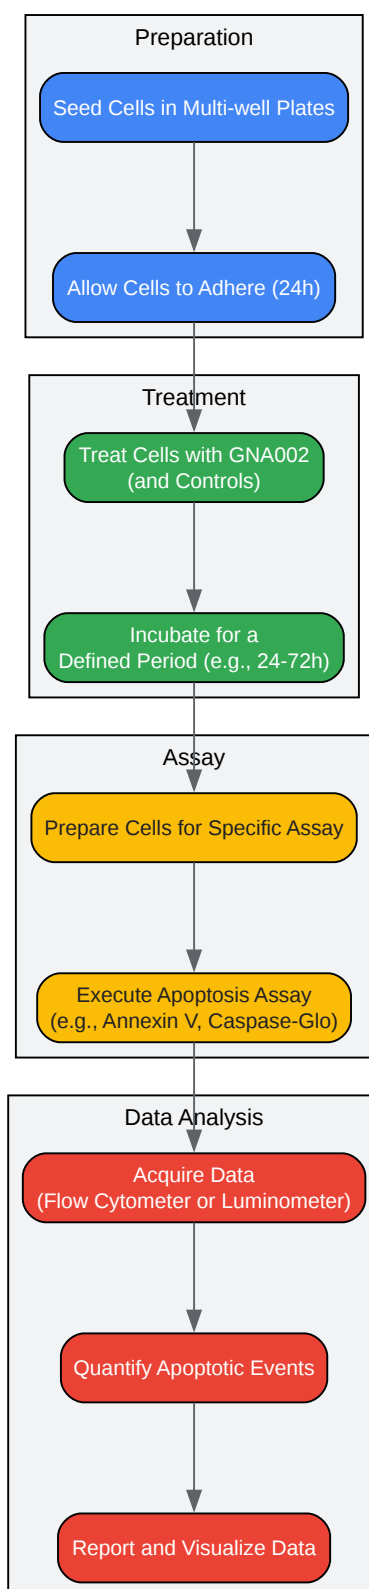 Preparation
Seed Cells in Multi-well Plates
Allow Cells to Adhere (24h)
Treatment
Treat Cells with GNA002
(and Controls)
Incubate for a
Defined Period (e.g., 24-72h)
Assay
Prepare Cells for Specific Assay
Execute Apoptosis Assay
(e.g., Annexin V, Caspase-Glo)
Data Analysis
Acquire Data
(Flow Cytometer or Luminometer)
Quantify Apoptotic Events
Report and Visualize Data